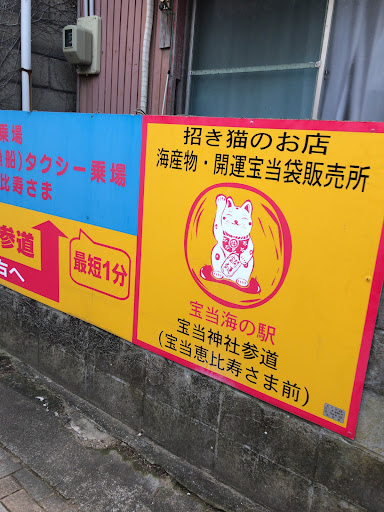 乗場
船)タクシー乗場
比寿さま
参道
右へ
最短1分
招き猫のお店
海産物・開運宝当袋販売所
宝当海の駅
宝当神社参道
(宝当恵比寿さま前)